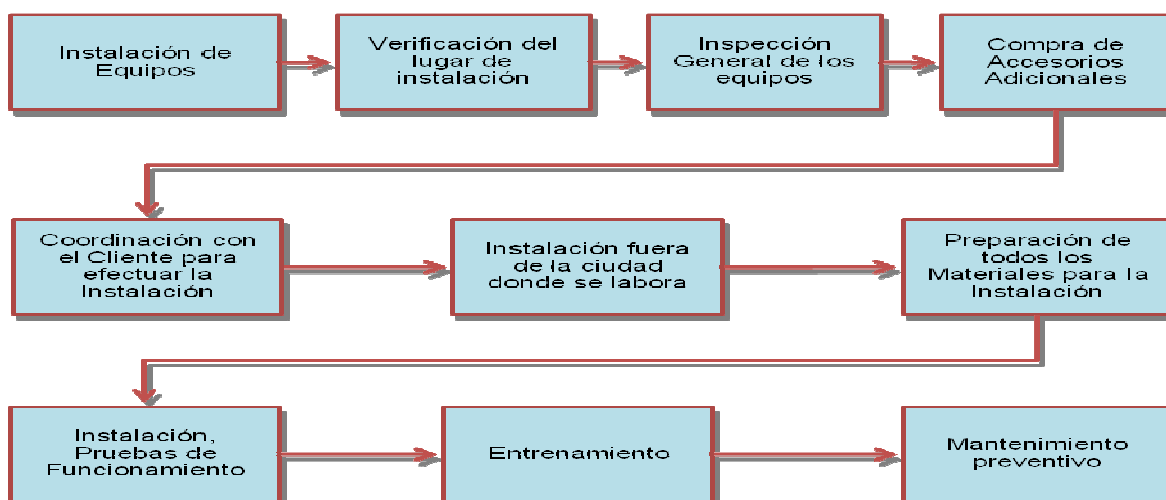 Instalación de
Equipos
Verificación del
lugar de
instalación
Inspección
General de los
equipos
Compra de
Accesorios
Adicionales
Coordinación con
el Cliente para
efectuar la
Instalación
Instalación fuera
de la ciudad
donde se labora
Preparación de
todos los
Materiales para la
Instalación
Instalación,
Pruebas de
Funcionamiento
Entrenamiento
Mantenimiento
preventivo